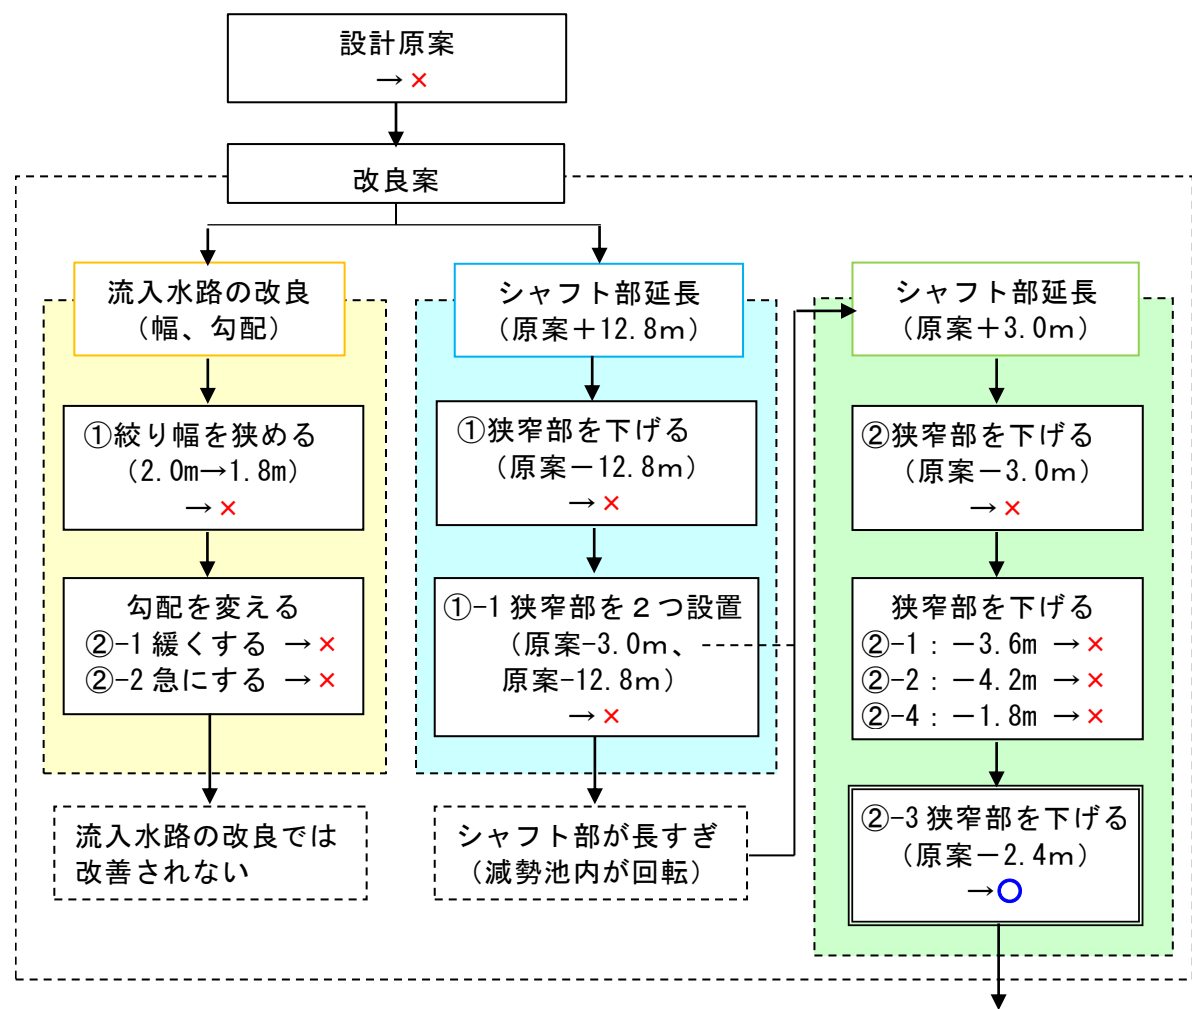 設計原案
→×
改良案
流入水路の改良
（幅、勾配）
①絞り幅を狭める
（2.0m→1.8m）
→×
勾配を変える
②-1 緩くする →×
②-2 急にする →×
流入水路の改良では
改善されない
シャフト部延長
（原案＋12.8ｍ）
①狭窄部を下げる
（原案－12.8ｍ）
→×
①-1 狭窄部を２つ設置
（原案-3.0ｍ、
原案-12.8ｍ）
→×
シャフト部が長すぎ
（減勢池内が回転）
シャフト部延長
（原案＋3.0ｍ）
②狭窄部を下げる
（原案－3.0ｍ）
→×
狭窄部を下げる
②-1：－3.6m →×
②-2：－4.2m →×
②-4：－1.8m →×
②-3 狭窄部を下げる
（原案－2.4ｍ）
→○